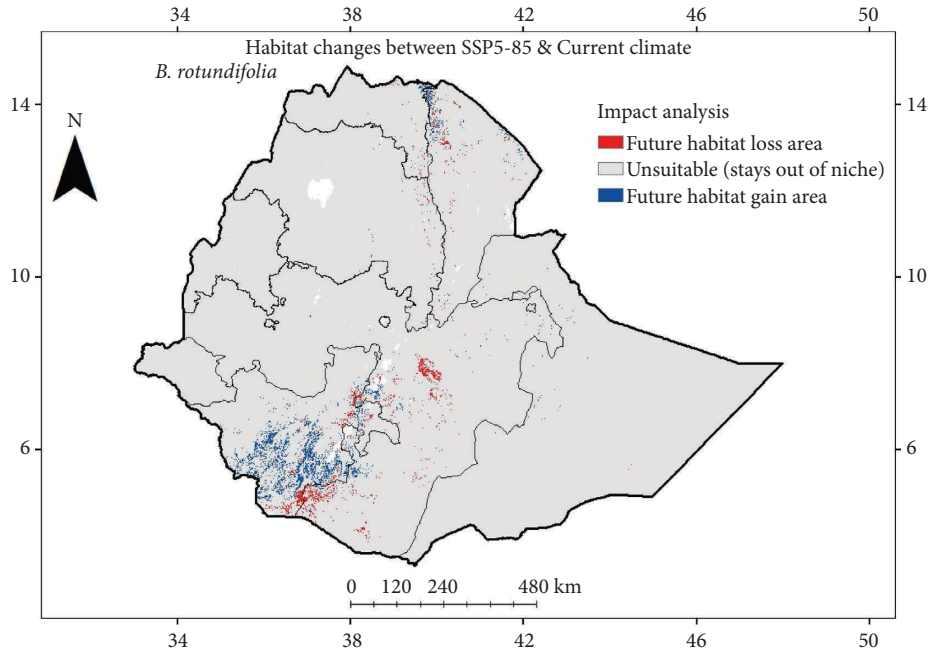 34 38 42 46 50
Habitat changes between SSP5-85 & Current climate
B. rotundifolia
14 14
N
Impact analysis
Future habitat loss area
Unsuitable (stays out of niche)
Future habitat gain area
10 10
6 6
0 120 240 480 km
34 38 42 46 50